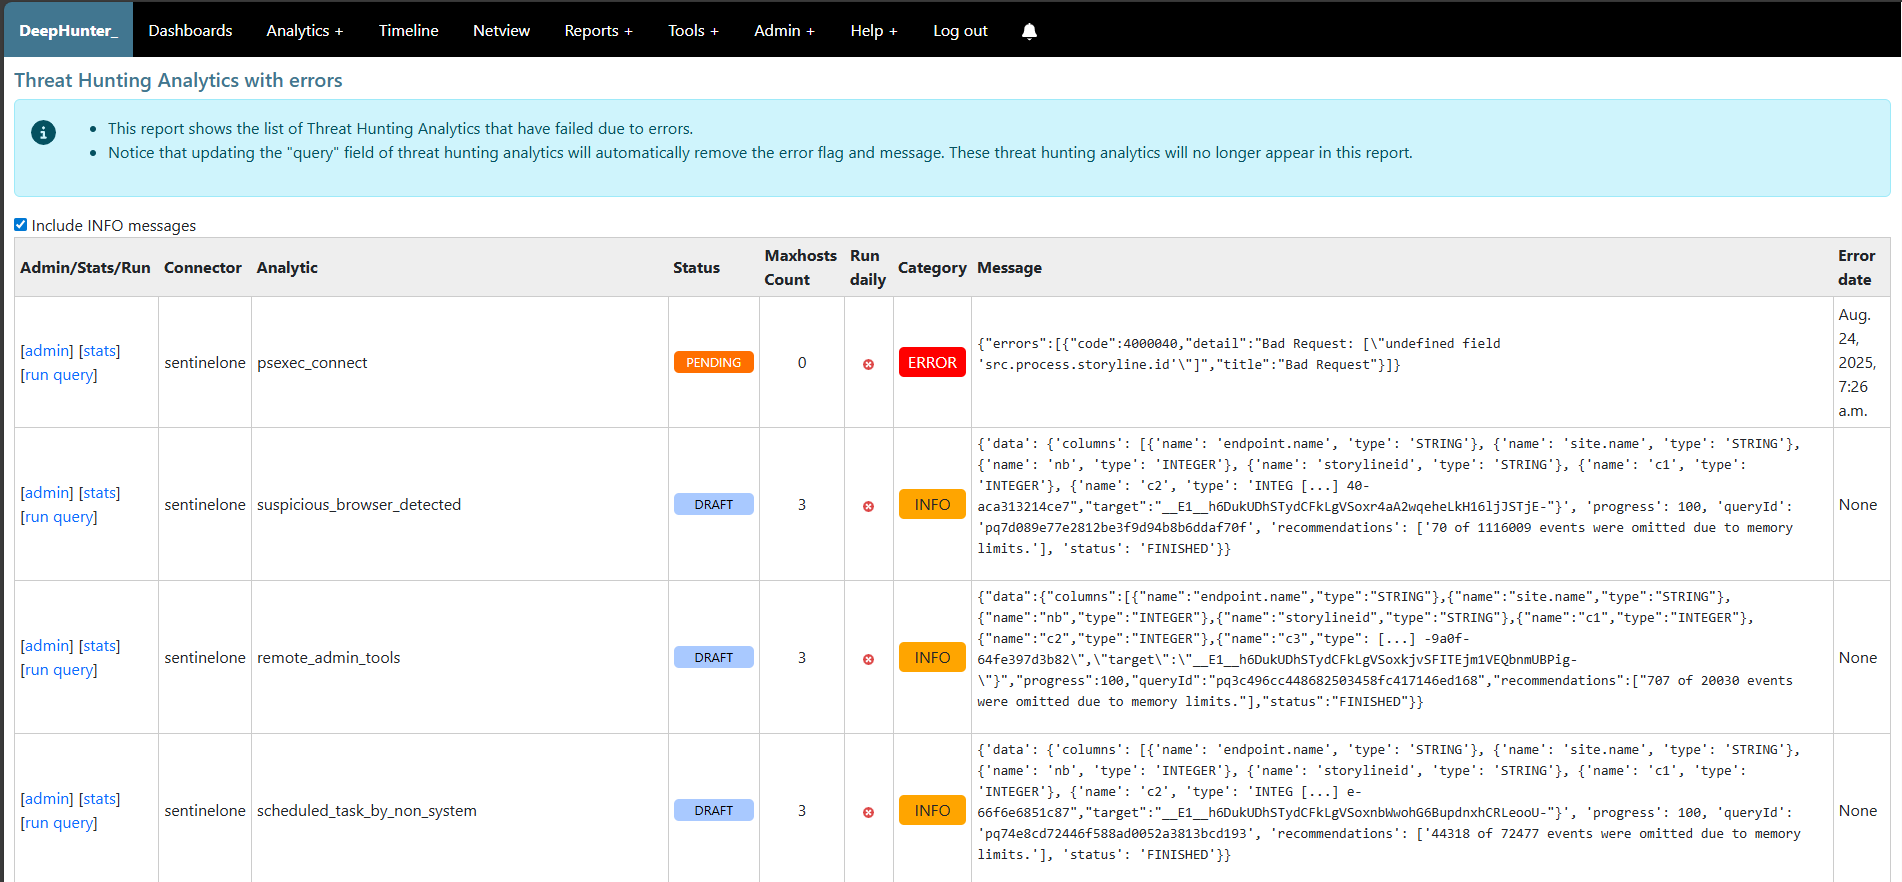 DeepHunter_ Dashboards Analytics + Timeline Netview Reports + Tools + Admin + Help + Log out
Threat Hunting Analytics with errors
This report shows the list of Threat Hunting Analytics that have failed due to errors.
Notice that updating the "query" field of threat hunting analytics will automatically remove the error flag and message. These threat hunting analytics will no longer appear in this report.
Include INFO messages
Admin/Stats/Run Connector Analytic Status Maxhosts Count Run daily Category Message Error date
[admin] [stats]
[run query]
sentinelone
psexec_connect
PENDING
0
ERROR
{"errors":[{"code":4000040,"detail":"Bad Request: [\"undefined field
'src.process.storyline.id'\"]","title":"Bad Request"}]}
Aug.
24,
2025,
7:26
a.m.
[admin] [stats]
[run query]
sentinelone
suspicious_browser_detected
DRAFT
3
INFO
{'data': {'columns': [{'name': 'endpoint.name', 'type': 'STRING'}, {'name': 'site.name', 'type': 'STRING'},
{'name': 'nb', 'type': 'INTEGER'}, {'name': 'storylineid', 'type': 'STRING'}, {'name': 'c1', 'type':
'INTEGER'}, {'name': 'c2', 'type': 'INTEG [...] 40-
aca313214ce7","target":"__E1__h6DukUDhSTydCFkLgVSoxr4aA2wqeheLkH16ljJSTjE-"}', 'progress': 100, 'queryId':
'pq7d089e77e2812be3f9d94b8b6ddaf70f', 'recommendations': ['70 of 1116009 events were omitted due to memory
limits.'], 'status': 'FINISHED'}}
None
[admin] [stats]
[run query]
sentinelone
remote_admin_tools
DRAFT
3
INFO
{"data":{"columns":[{"name":"endpoint.name","type":"STRING"},{"name":"site.name","type":"STRING"},
{"name":"nb","type":"INTEGER"},{"name":"storylineid","type":"STRING"},{"name":"c1","type":"INTEGER"},
{"name":"c2","type":"INTEGER"},{"name":"c3","type": [...] -9a0f-
64fe397d3b82\",\"target\":\"__E1__h6DukUDhSTydCFkLgVSoxkjvSFITEjm1VEQbnmUBPig-
\"}","progress":100,"queryId":"pq3c496cc448682503458fc417146ed168","recommendations":["707 of 20030 events
were omitted due to memory limits."],"status":"FINISHED"}}
None
[admin] [stats]
[run query]
sentinelone
scheduled_task_by_non_system
DRAFT
3
INFO
{'data': {'columns': [{'name': 'endpoint.name', 'type': 'STRING'}, {'name': 'site.name', 'type': 'STRING'},
{'name': 'nb', 'type': 'INTEGER'}, {'name': 'storylineid', 'type': 'STRING'}, {'name': 'c1', 'type':
'INTEGER'}, {'name': 'c2', 'type': 'INTEG [...] e-
66f6e6851c87","target":"__E1__h6DukUDhSTydCFkLgVSoxnbWwohG6BupdnxhCRLeooU-"}', 'progress': 100, 'queryId':
'pq74e8cd72446f588ad0052a3813bcd193', 'recommendations': ['44318 of 72477 events were omitted due to memory
limits.'], 'status': 'FINISHED'}}
None